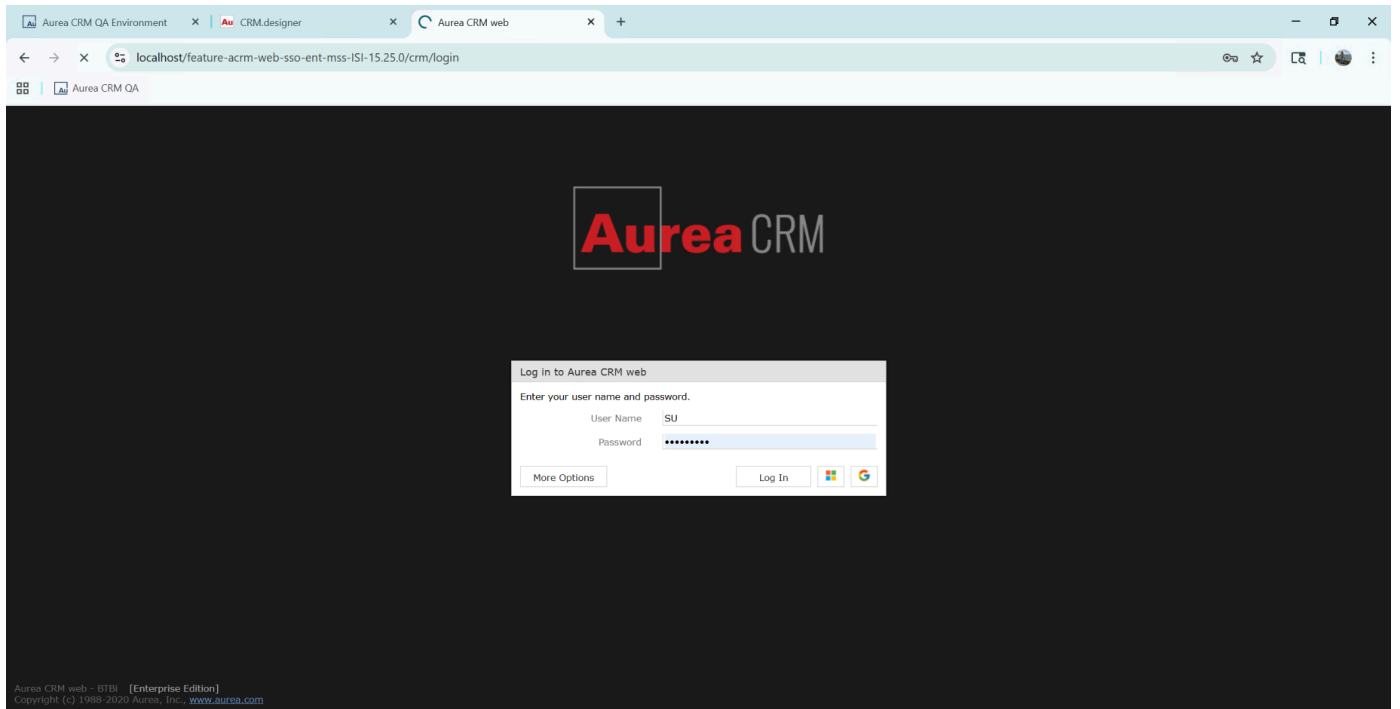 Au Aurea CRM QA Environment
Au CRM.designer
Aurea CRM web
localhost/feature-acrm-web-sso-ent-mss-ISI-15.25.0/crm/login
Au Aurea CRM QA
Aurea CRM
Log in to Aurea CRM web
Enter your user name and password.
User Name SU
Password •••••••••
More Options Log In G
Aurea CRM web - BTBi [Enterprise Edition]
Copyright (c) 1988-2020 Aurea, Inc., www.aurea.com